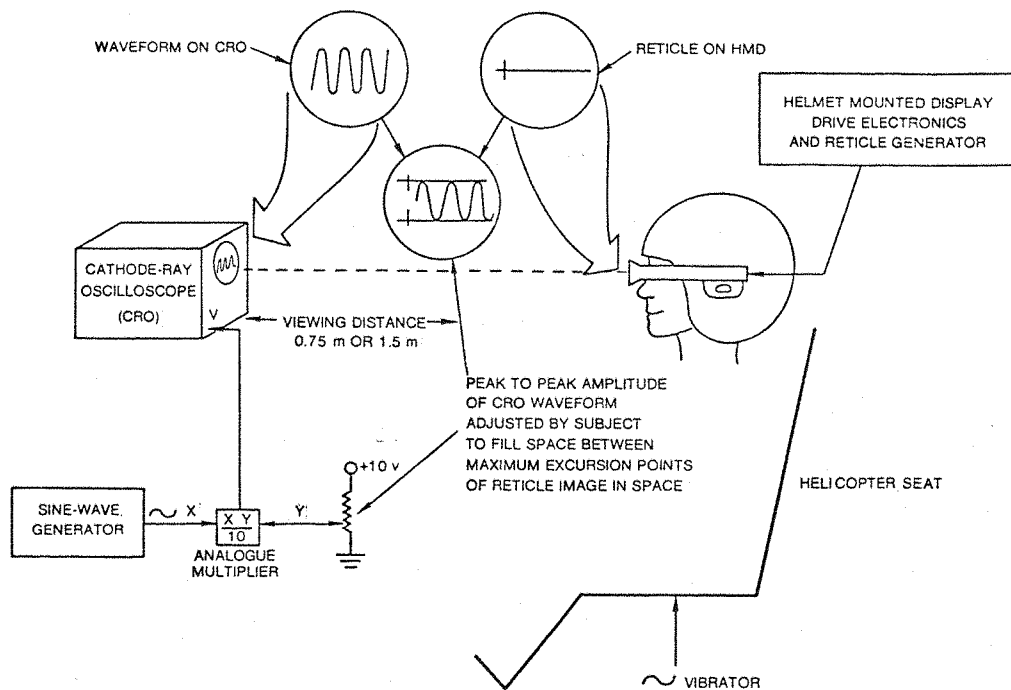 WAVEFORM ON CRO
RETICLE ON HMD
HELMET MOUNTED DISPLAY
DRIVE ELECTRONICS
AND RETICLE GENERATOR
CATHODE-RAY
OSCILLOSCOPE
(CRO)
V
VIEWING DISTANCE
0.75 m OR 1.5 m
PEAK TO PEAK AMPLITUDE
OF CRO WAVEFORM
ADJUSTED BY SUBJECT
TO FILL SPACE BETWEEN
MAXIMUM EXCURSION POINTS
OF RETICLE IMAGE IN SPACE
+10 v
HELICOPTER SEAT
SINE-WAVE
GENERATOR
X
X Y
10
Y
ANALOGUE
MULTIPLIER
VIBRATOR